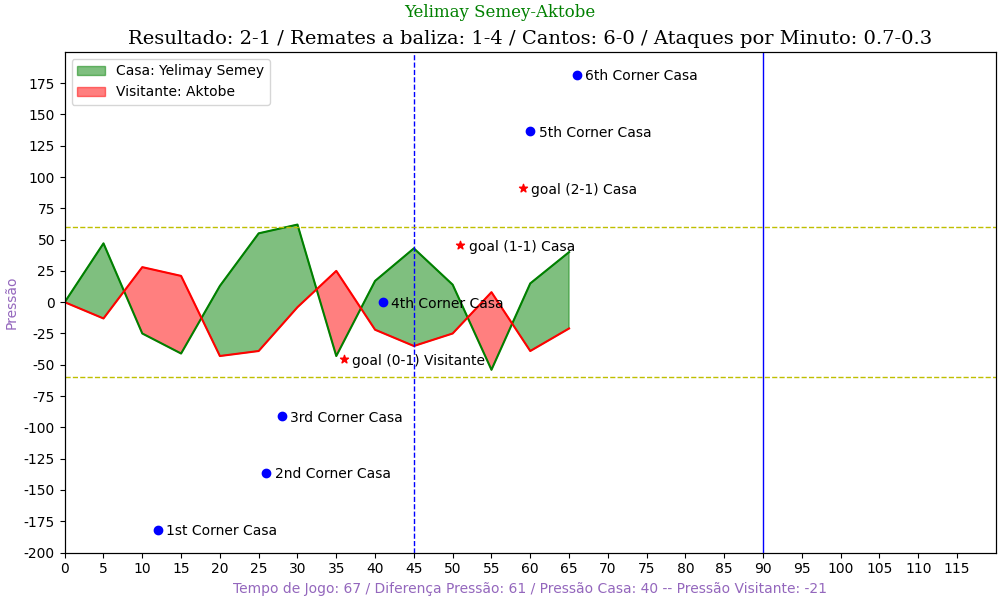 Yelimay Semey-Aktobe
Resultado: 2-1 / Remates a baliza: 1-4 / Cantos: 6-0 / Ataques por Minuto: 0.7-0.3
Casa: Yelimay Semey
Visitante: Aktobe
6th Corner Casa
5th Corner Casa
goal (2-1) Casa
goal (1-1) Casa
4th Corner Casa
goal (0-1) Visitante
3rd Corner Casa
2nd Corner Casa
1st Corner Casa
Pressão
175
150
125
100
75
50
25
0
-25
-50
-75
-100
-125
-150
-175
-200
0 5 10 15 20 25 30 35 40 45 50 55 60 65 70 75 80 85 90 95 100 105 110 115
Tempo de Jogo: 67 / Diferença Pressão: 61 / Pressão Casa: 40 -- Pressão Visitante: -21